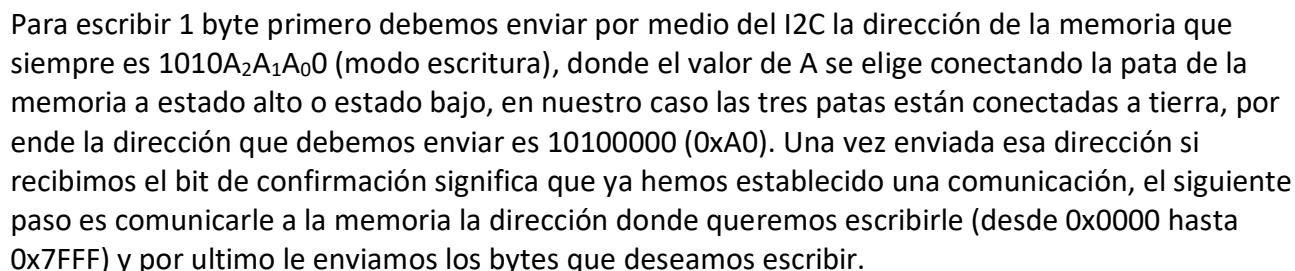 Para escribir 1 byte primero debemos enviar por medio del I2C la dirección de la memoria que
siempre es 1010A₂A₁A₀0 (modo escritura), donde el valor de A se elige conectando la pata de la
memoria a estado alto o estado bajo, en nuestro caso las tres patas están conectadas a tierra, por
ende la dirección que debemos enviar es 10100000 (0xA0). Una vez enviada esa dirección si
recibimos el bit de confirmación significa que ya hemos establecido una comunicación, el siguiente
paso es comunicarle a la memoria la dirección donde queremos escribirle (desde 0x0000 hasta
0x7FFF) y por ultimo le enviamos los bytes que deseamos escribir.